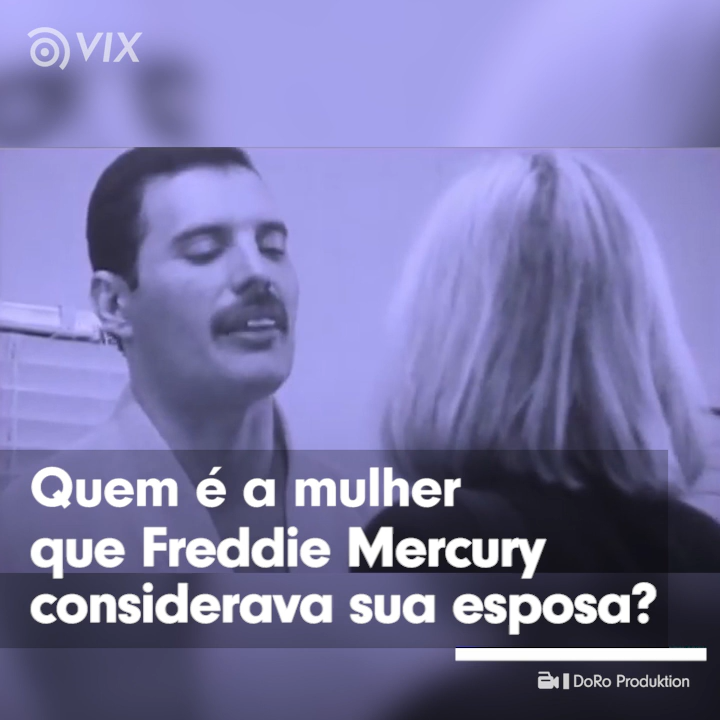 VIX
Quem é a mulher
que Freddie Mercury
considerava sua esposa?
DoRo Produktion